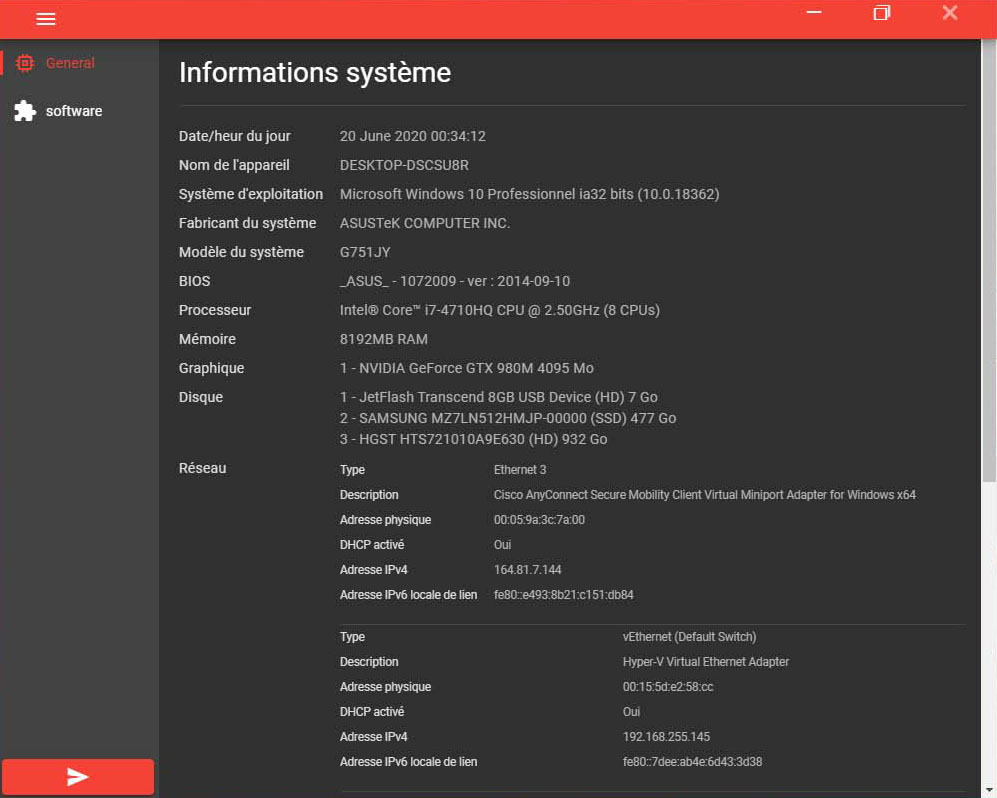 General
software
Informations système
Date/heur du jour 20 June 2020 00:34:12
Nom de l'appareil DESKTOP-DSCSU8R
Système d'exploitation Microsoft Windows 10 Professionnel ia32 bits (10.0.18362)
Fabricant du système ASUSTeK COMPUTER INC.
Modèle du système G751JY
BIOS _ASUS_ - 1072009 - ver : 2014-09-10
Processeur Intel® Core™ i7-4710HQ CPU @ 2.50GHz (8 CPUs)
Mémoire 8192MB RAM
Graphique 1 - NVIDIA GeForce GTX 980M 4095 Mo
Disque 1 - JetFlash Transcend 8GB USB Device (HD) 7 Go
2 - SAMSUNG MZ7LN512HMJP-00000 (SSD) 477 Go
3 - HGST HTS721010A9E630 (HD) 932 Go
Réseau Type Ethernet 3
Description Cisco AnyConnect Secure Mobility Client Virtual Miniport Adapter for Windows x64
Adresse physique 00:05:9a:3c:7a:00
DHCP activé Oui
Adresse IPv4 164.81.7.144
Adresse IPv6 locale de lien fe80::e493:8b21:c151:db84
Type vEthernet (Default Switch)
Description Hyper-V Virtual Ethernet Adapter
Adresse physique 00:15:5d:e2:58:cc
DHCP activé Oui
Adresse IPv4 192.168.255.145
Adresse IPv6 locale de lien fe80::7dee:ab4e:6d43:3d38